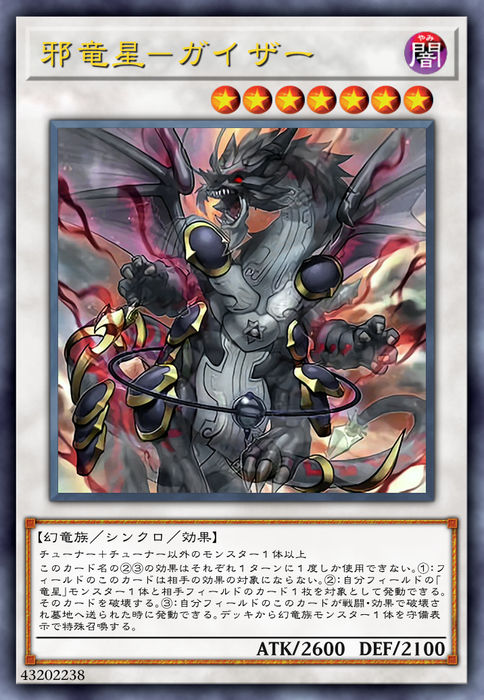 邪竜星－ガイザー
やみ
闇
【幻竜族／シンクロ／効果】
チューナー＋チューナー以外のモンスター１体以上
このカード名の②③の効果はそれぞれ１ターンに１度しか使用できない。①：フ
ィールドのこのカードは相手の効果の対象にならない。②：自分フィールドの「
竜星」モンスター１体と相手フィールドのカード１枚を対象として発動できる。
そのカードを破壊する。③：自分フィールドのこのカードが戦闘・効果で破壊さ
れ墓地へ送られた時に発動できる。デッキから幻竜族モンスター１体を守備表
示で特殊召喚する。
ATK/2600 DEF/2100
43202238